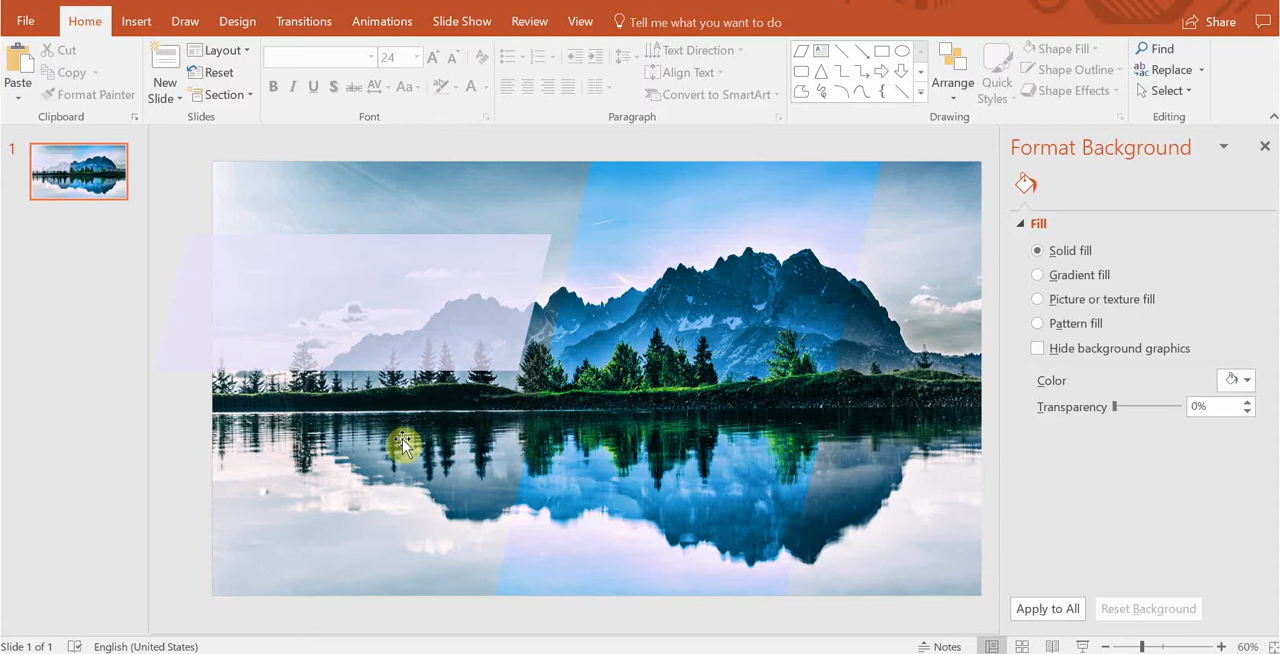 File Home Insert Draw Design Transitions Animations Slide Show Review View Tell me what you want to do Share
Paste Cut Copy Format Painter Clipboard
New Slide Layout Reset Section Slides
24 B I U S abc AV Aa A Font
Text Direction Align Text Convert to SmartArt Paragraph
Arrange Quick Styles Shape Fill Shape Outline Shape Effects Drawing
Find Replace Select Editing
1
Format Background
Fill
Solid fill
Gradient fill
Picture or texture fill
Pattern fill
Hide background graphics
Color
Transparency 0%
Apply to All Reset Background
Slide 1 of 1 English (United States) Notes 60%